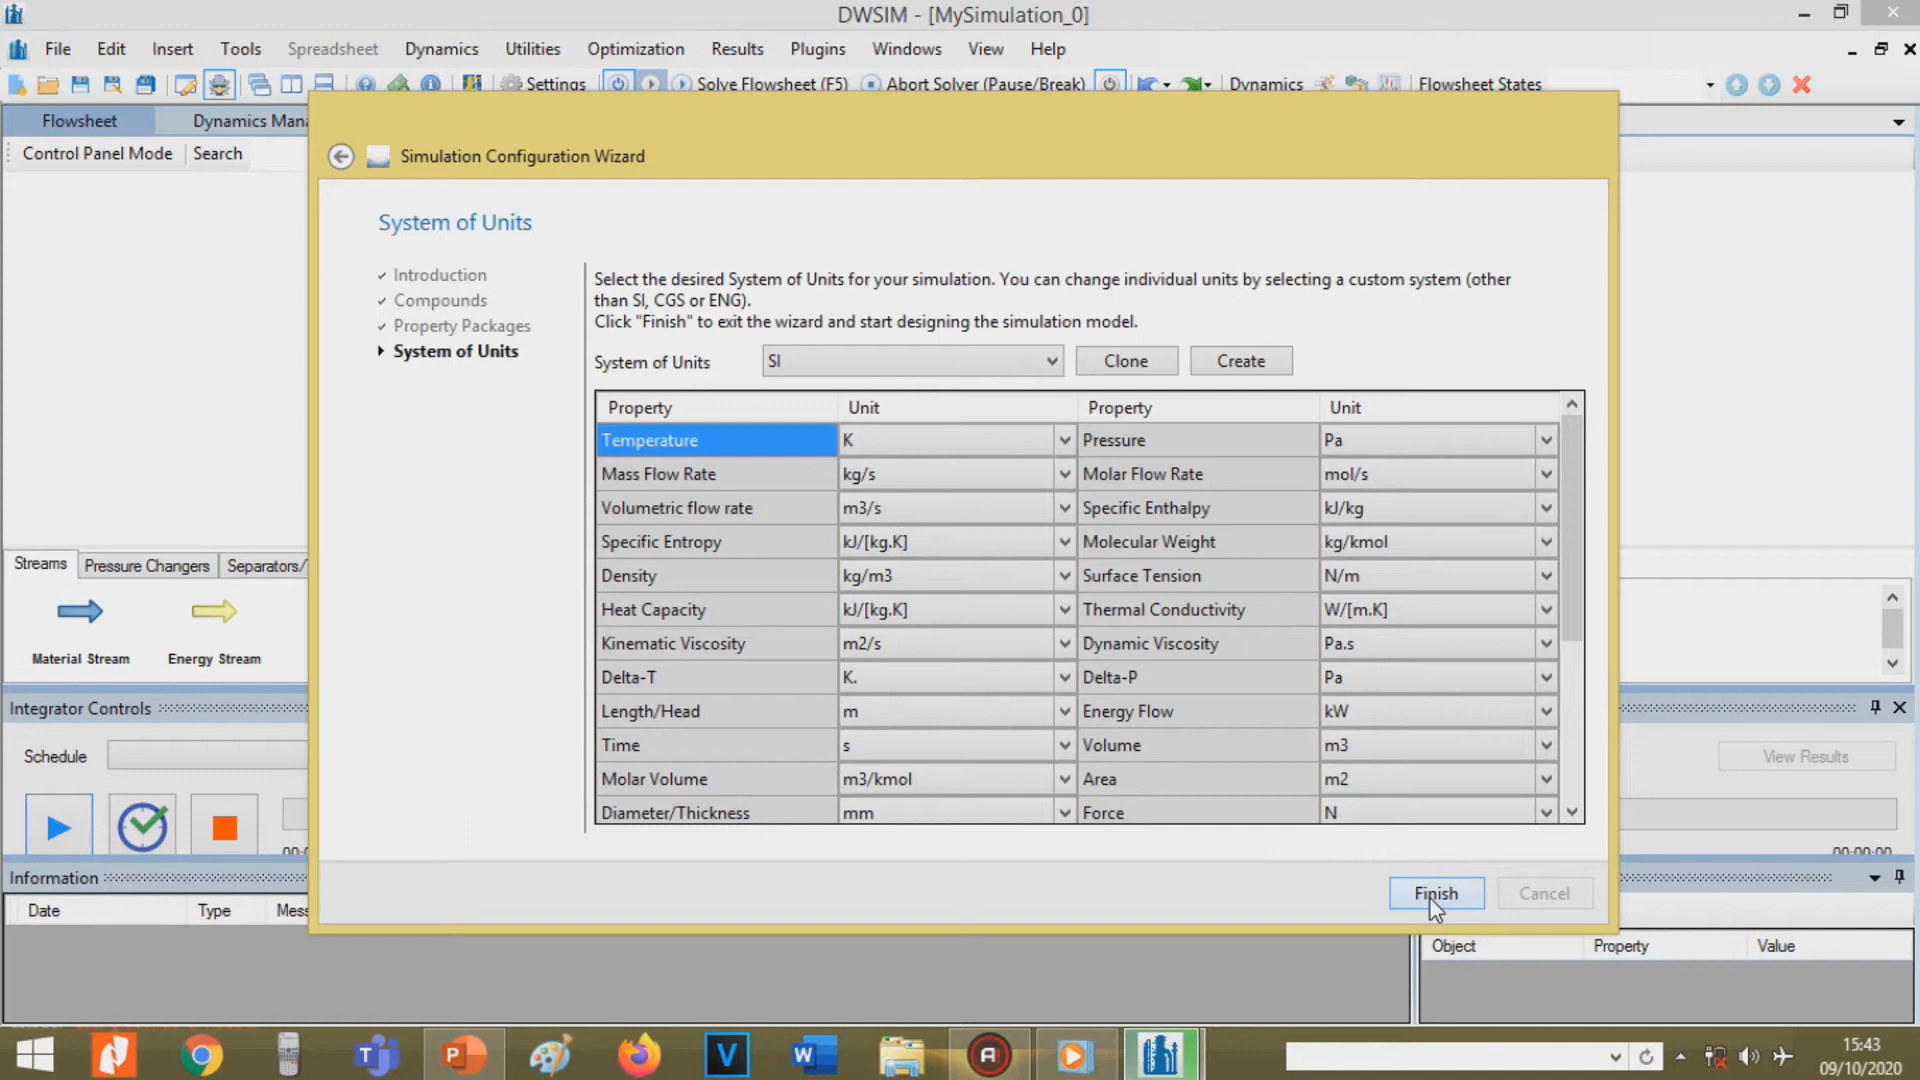 DWSIM - [MySimulation_0]
File Edit Insert Tools Spreadsheet Dynamics Utilities Optimization Results Plugins Windows View Help
Settings Solve Flowsheet (F5) Abort Solver (Pause/Break) Dynamics Flowsheet States
Flowsheet Dynamics Mana
Control Panel Mode Search
Simulation Configuration Wizard
System of Units
Introduction
Compounds
Property Packages
System of Units
Select the desired System of Units for your simulation. You can change individual units by selecting a custom system (other
than SI, CGS or ENG).
Click "Finish" to exit the wizard and start designing the simulation model.
System of Units SI Clone Create
Property Unit Property Unit
Temperature K Pressure Pa
Mass Flow Rate kg/s Molar Flow Rate mol/s
Volumetric flow rate m3/s Specific Enthalpy kJ/kg
Specific Entropy kJ/[kg.K] Molecular Weight kg/kmol
Density kg/m3 Surface Tension N/m
Heat Capacity kJ/[kg.K] Thermal Conductivity W/[m.K]
Kinematic Viscosity m2/s Dynamic Viscosity Pa.s
Delta-T K. Delta-P Pa
Length/Head m Energy Flow kW
Time s Volume m3
Molar Volume m3/kmol Area m2
Diameter/Thickness mm Force N
Finish Cancel
Streams Pressure Changers Separators/
Material Stream Energy Stream
Integrator Controls
Schedule View Results
00:00:00
Information
Date Type Mess
Object Property Value
15:43
09/10/2020